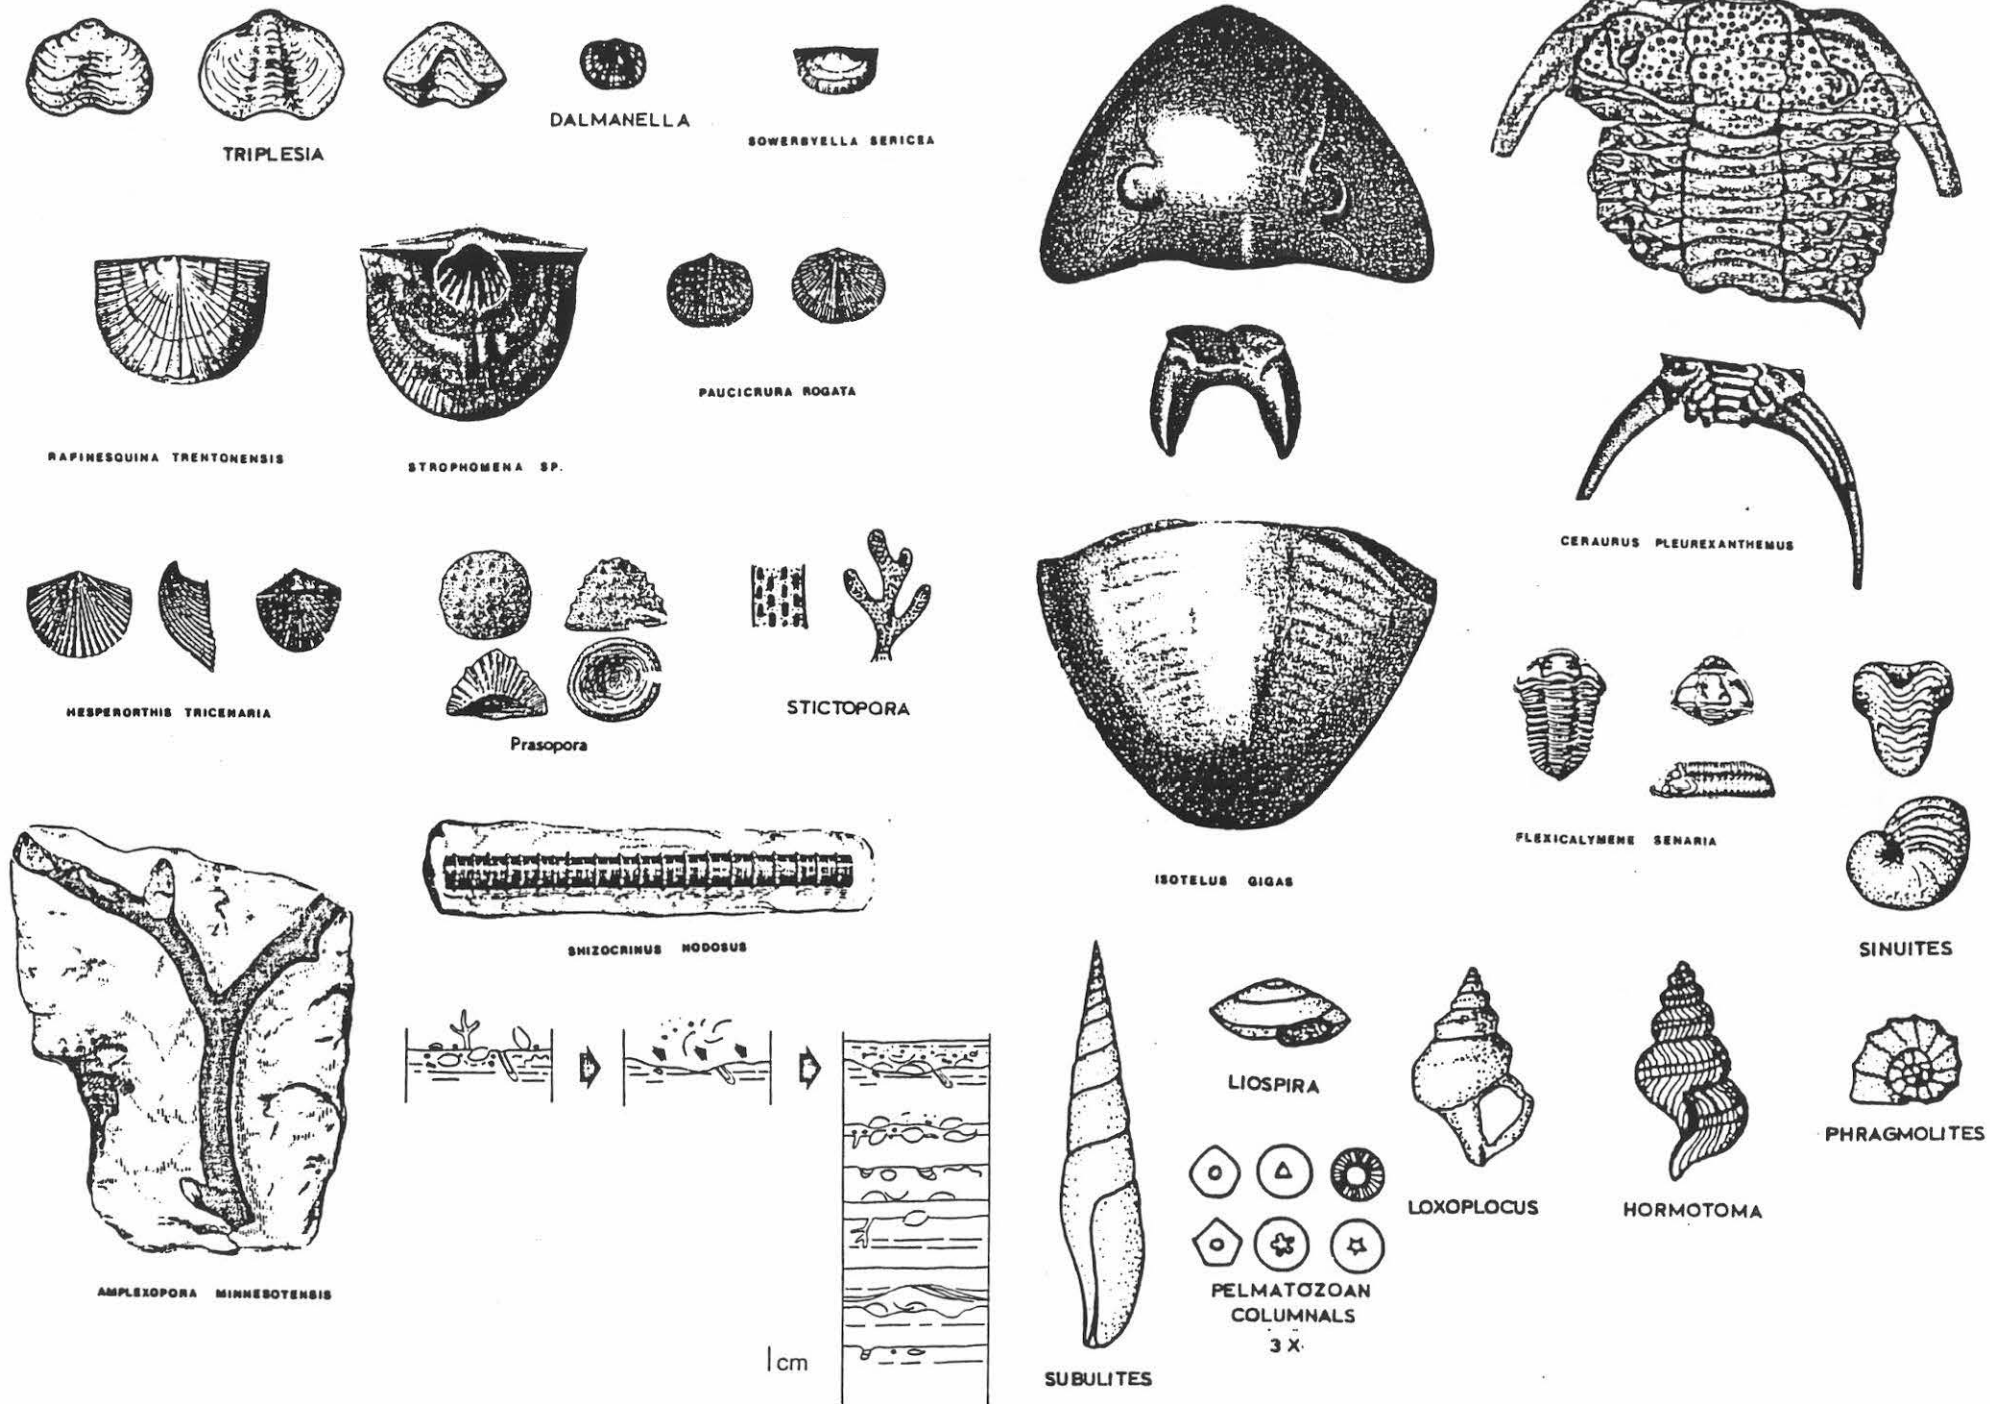 TRIPLESIA
DALMANELLA
SOWERBYELLA SERICEA
RAFINESQUINA TRENTONENSIS
STROPHOMENA SP.
PAUCICRURA ROGATA
CERAURUS PLEUREXANTHEMUS
HESPERORTHIS TRICENARIA
Prasopora
STICTOPORA
FLEXICALYMENE SENARIA
ISOTELUS GIGAS
SINUITES
SHIZOCRINUS NODOSUS
AMPLEXOPORA MINNESOTENSIS
LIOSPIRA
LOXOPLOCUS
HORMOTOMA
PHRAGMOLITES
PELMATOZOAN
COLUMNALS
3 X
SUBULITES
1cm